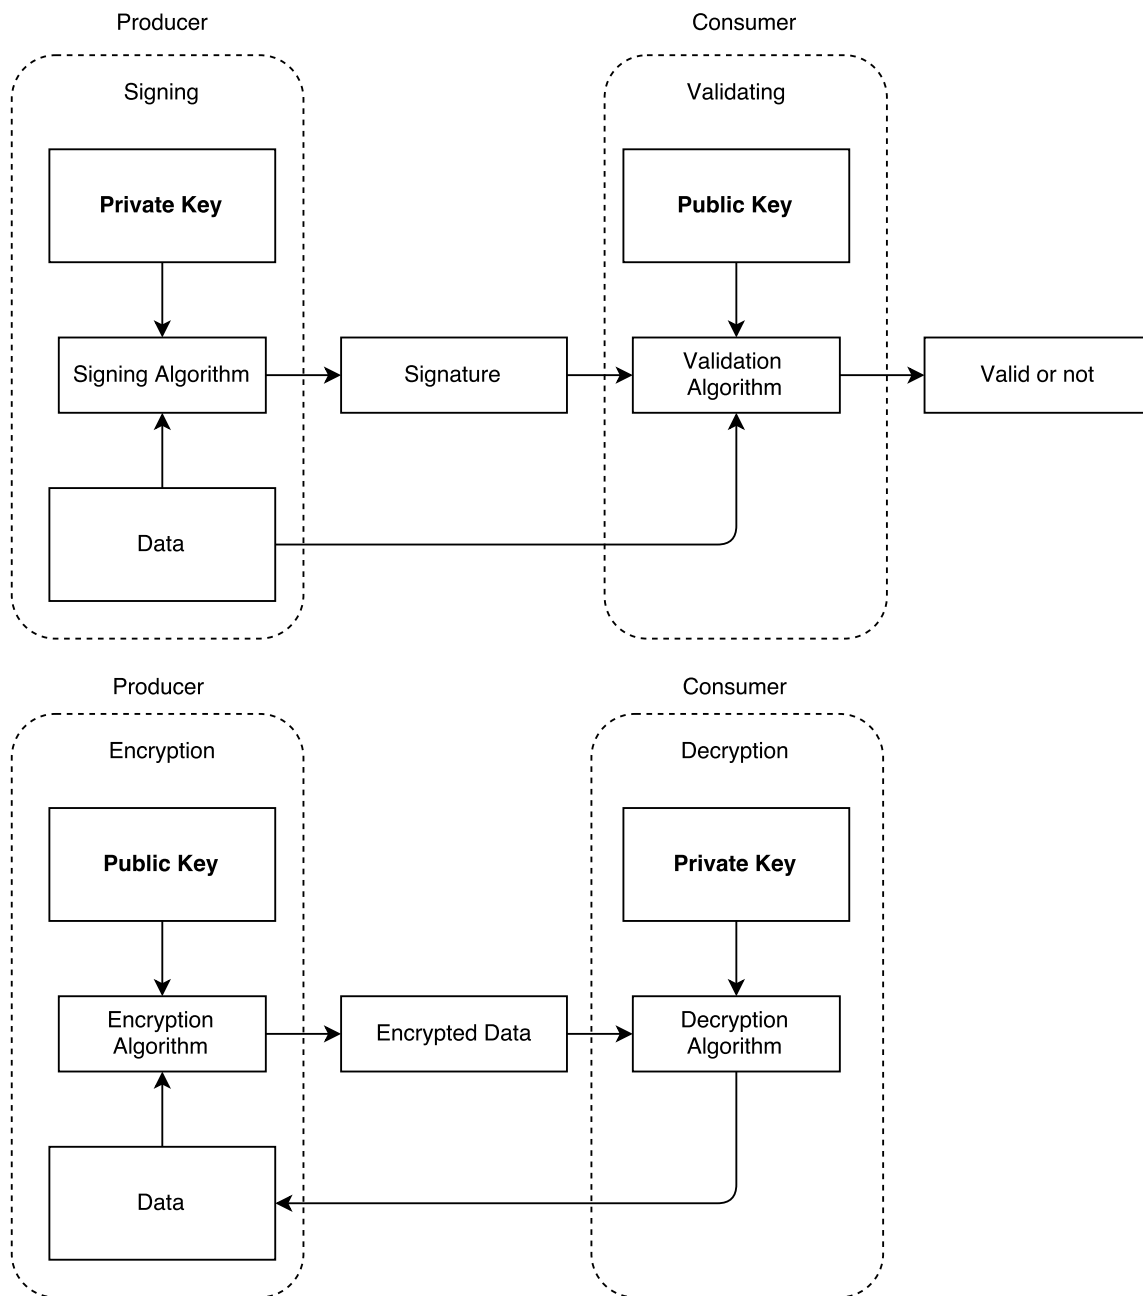 Producer
Consumer
Signing
Validating
Private Key
Public Key
Signing Algorithm
Signature
Validation
Algorithm
Valid or not
Data
Producer
Consumer
Encryption
Decryption
Public Key
Private Key
Encryption
Algorithm
Encrypted Data
Decryption
Algorithm
Data